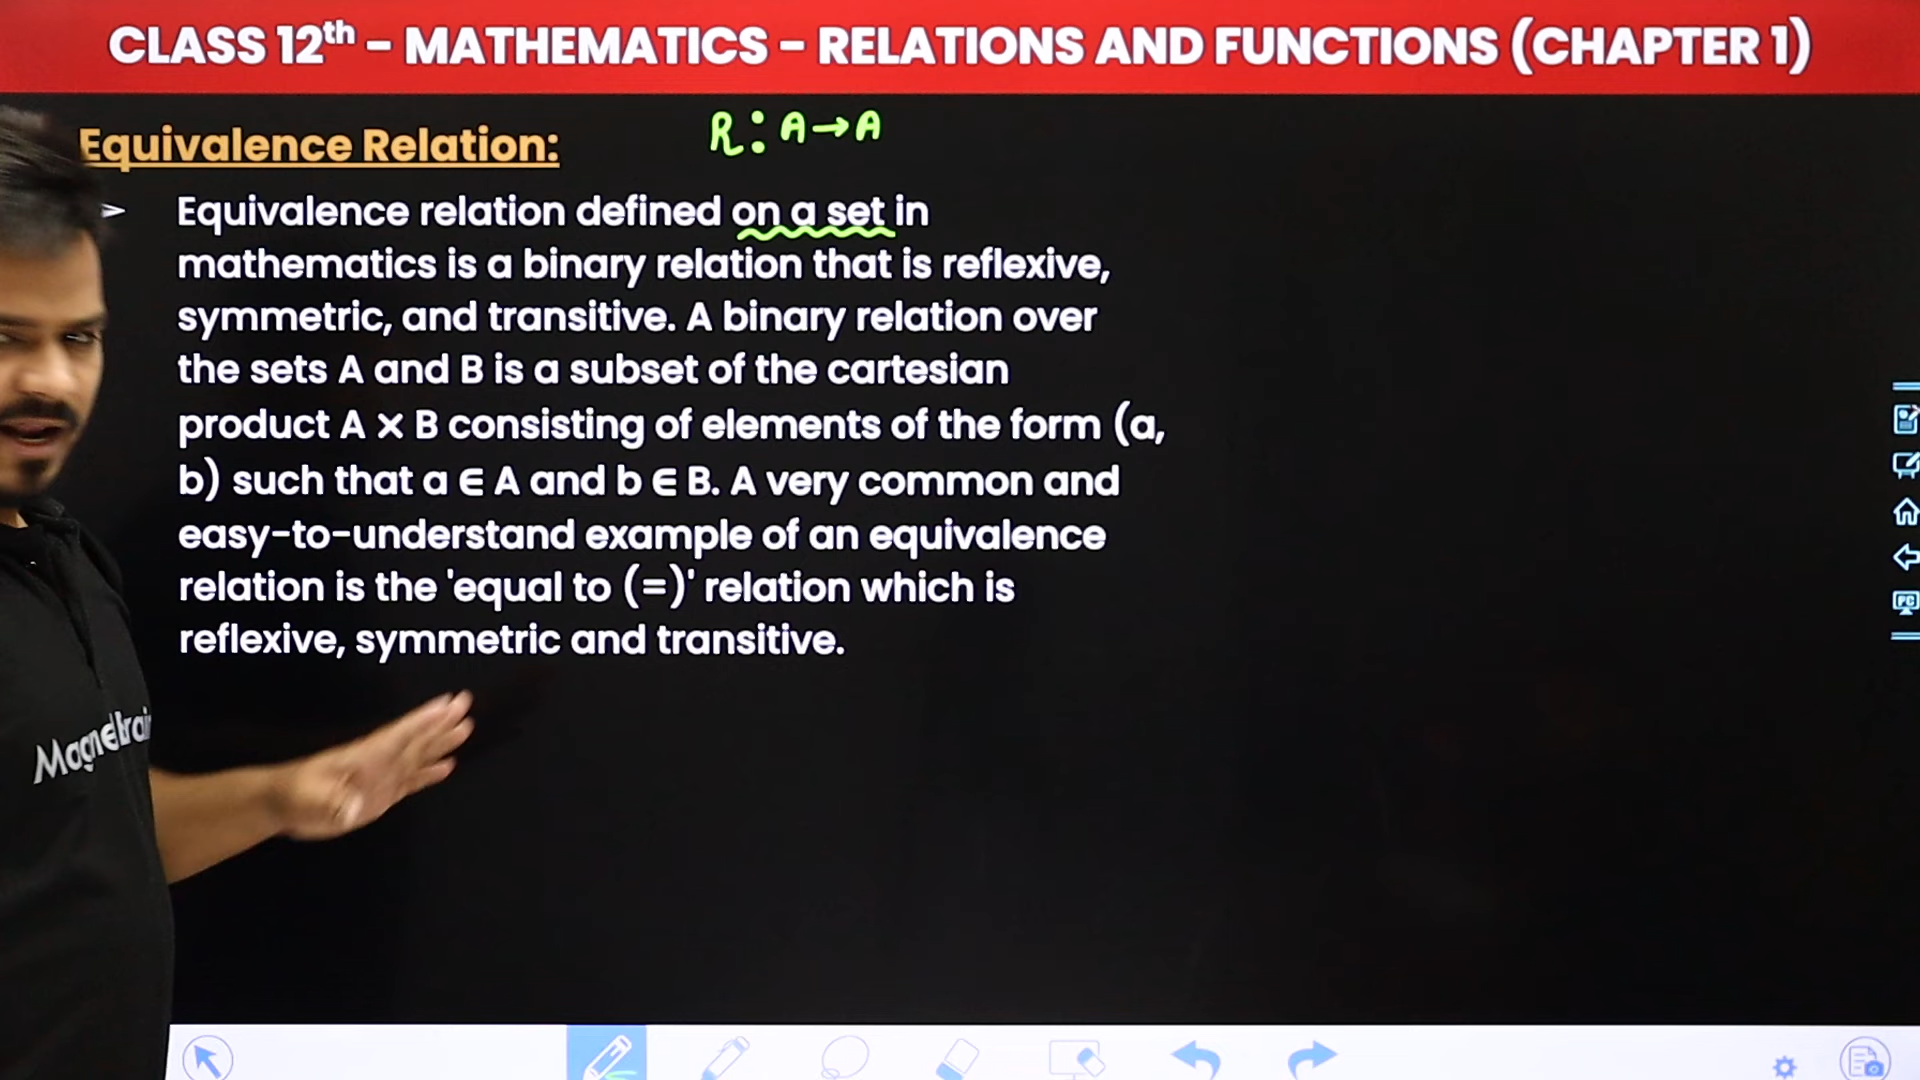 CLASS 12th - MATHEMATICS - RELATIONS AND FUNCTIONS (CHAPTER 1)
Equivalence Relation:
R: A→A
➤ Equivalence relation defined on a set in
mathematics is a binary relation that is reflexive,
symmetric, and transitive. A binary relation over
the sets A and B is a subset of the cartesian
product A × B consisting of elements of the form (a,
b) such that a ∈ A and b ∈ B. A very common and
easy-to-understand example of an equivalence
relation is the 'equal to (=)' relation which is
reflexive, symmetric and transitive.
PC